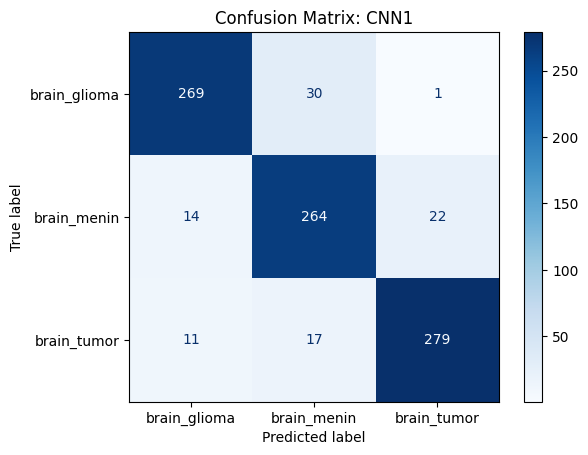 Confusion Matrix: CNN1
True label
brain_glioma 269 30 1
brain_menin 14 264 22
brain_tumor 11 17 279
brain_glioma brain_menin brain_tumor
Predicted label
250
200
150
100
50